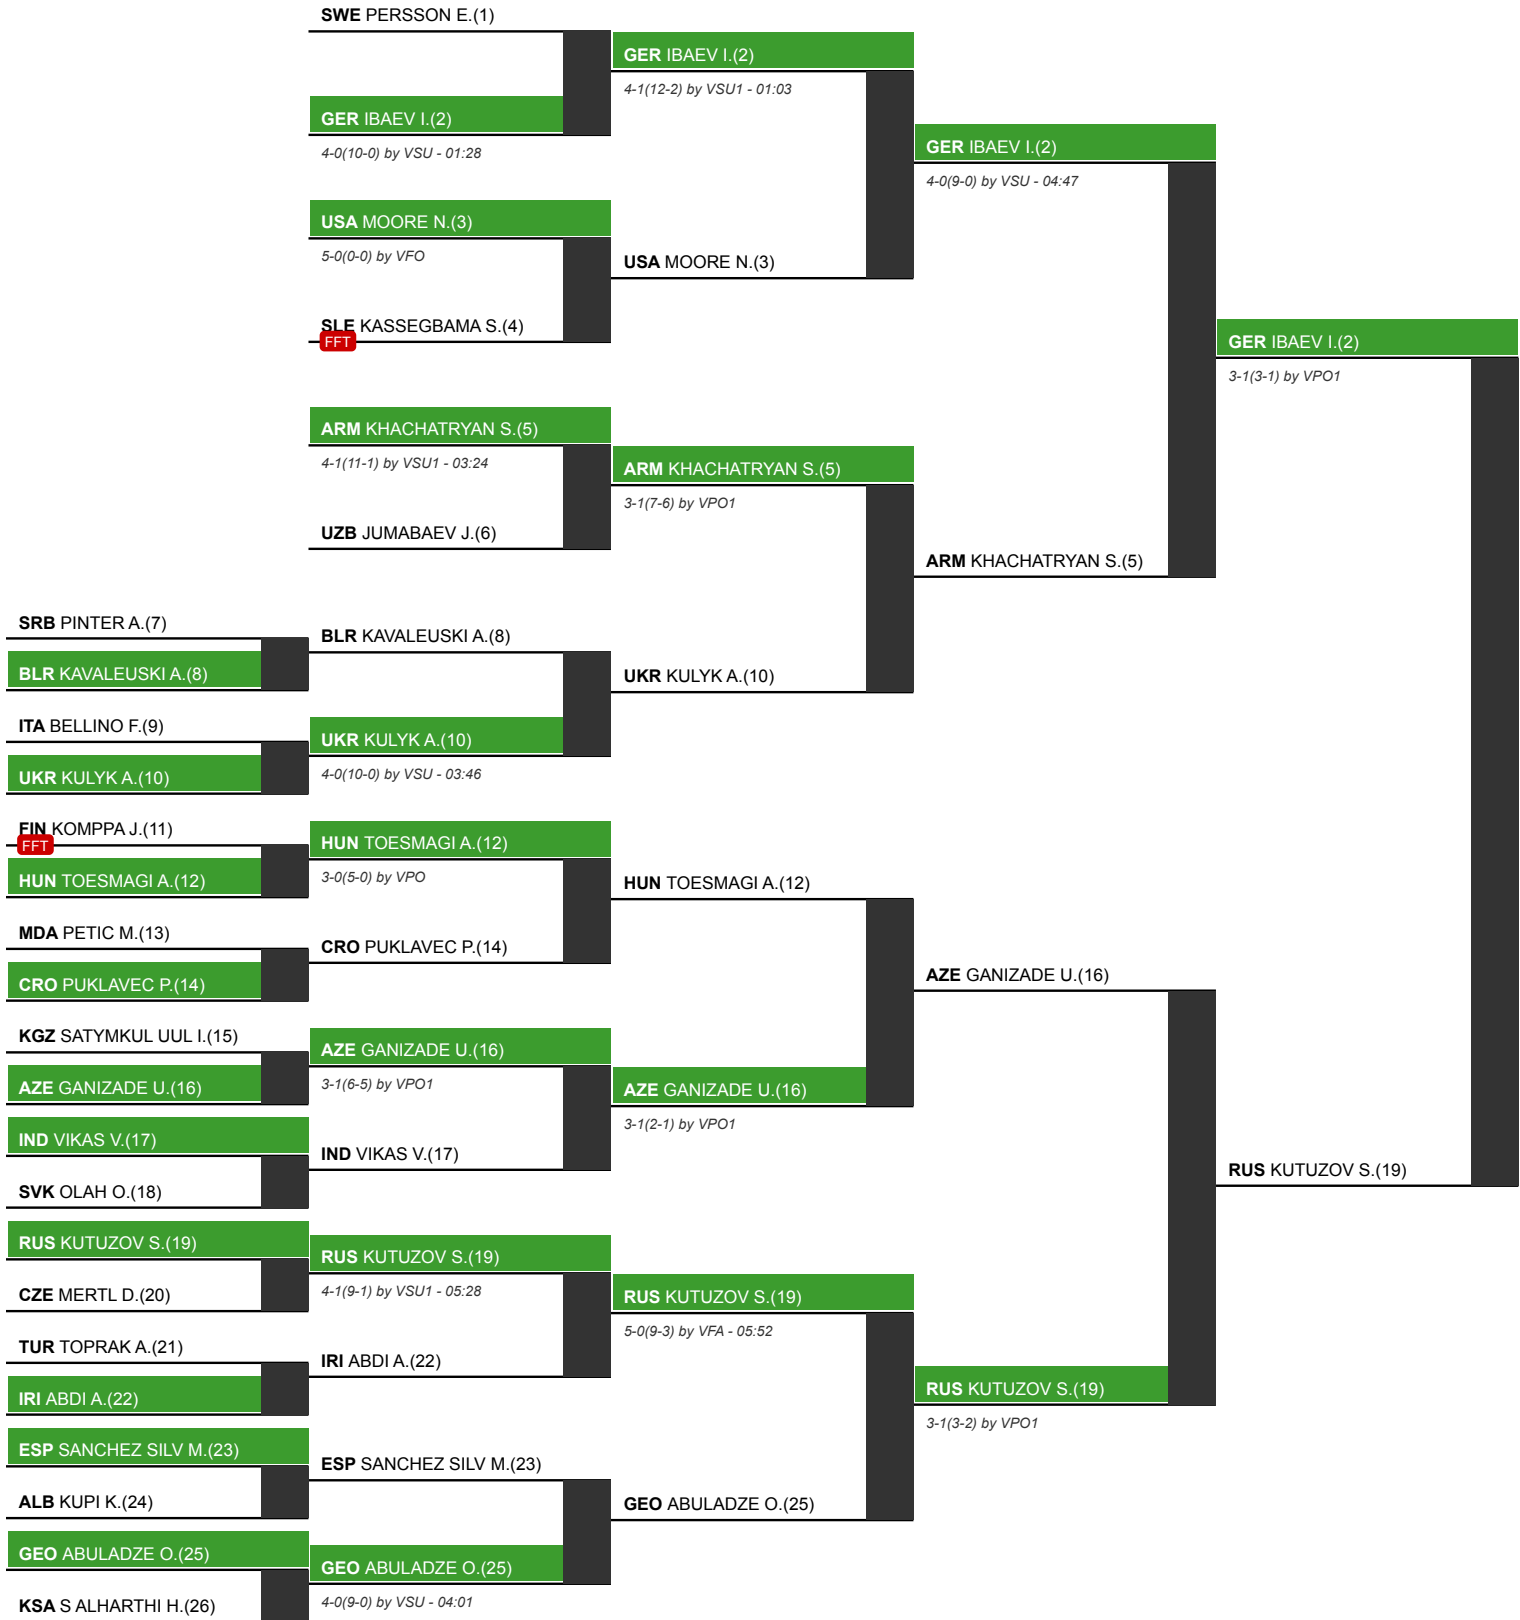 SWE PERSSON E.(1)
GER IBAEV I.(2)
4-0(10-0) by VSU - 01:28
USA MOORE N.(3)
5-0(0-0) by VFO
SLE KASSEGBAMA S.(4)
FFT
ARM KHACHATRYAN S.(5)
4-1(11-1) by VSU1 - 03:24
UZB JUMABAEV J.(6)
SRB PINTER A.(7)
BLR KAVALEUSKI A.(8)
ITA BELLINO F.(9)
UKR KULYK A.(10)
FIN KOMPPA J.(11)
FFT
HUN TOESMAGI A.(12)
MDA PETIC M.(13)
CRO PUKLAVEC P.(14)
KGZ SATYMKUL UUL I.(15)
AZE GANIZADE U.(16)
IND VIKAS V.(17)
SVK OLAH O.(18)
RUS KUTUZOV S.(19)
CZE MERTL D.(20)
TUR TOPRAK A.(21)
IRI ABDI A.(22)
ESP SANCHEZ SILV M.(23)
ALB KUPI K.(24)
GEO ABULADZE O.(25)
KSA S ALHARTHI H.(26)
BLR KAVALEUSKI A.(8)
UKR KULYK A.(10)
4-0(10-0) by VSU - 03:46
HUN TOESMAGI A.(12)
3-0(5-0) by VPO
CRO PUKLAVEC P.(14)
AZE GANIZADE U.(16)
3-1(6-5) by VPO1
IND VIKAS V.(17)
RUS KUTUZOV S.(19)
4-1(9-1) by VSU1 - 05:28
IRI ABDI A.(22)
ESP SANCHEZ SILV M.(23)
GEO ABULADZE O.(25)
4-0(9-0) by VSU - 04:01
GER IBAEV I.(2)
4-1(12-2) by VSU1 - 01:03
USA MOORE N.(3)
ARM KHACHATRYAN S.(5)
3-1(7-6) by VPO1
UKR KULYK A.(10)
HUN TOESMAGI A.(12)
AZE GANIZADE U.(16)
3-1(2-1) by VPO1
RUS KUTUZOV S.(19)
5-0(9-3) by VFA - 05:52
GEO ABULADZE O.(25)
GER IBAEV I.(2)
4-0(9-0) by VSU - 04:47
ARM KHACHATRYAN S.(5)
AZE GANIZADE U.(16)
RUS KUTUZOV S.(19)
3-1(3-2) by VPO1
GER IBAEV I.(2)
3-1(3-1) by VPO1
RUS KUTUZOV S.(19)